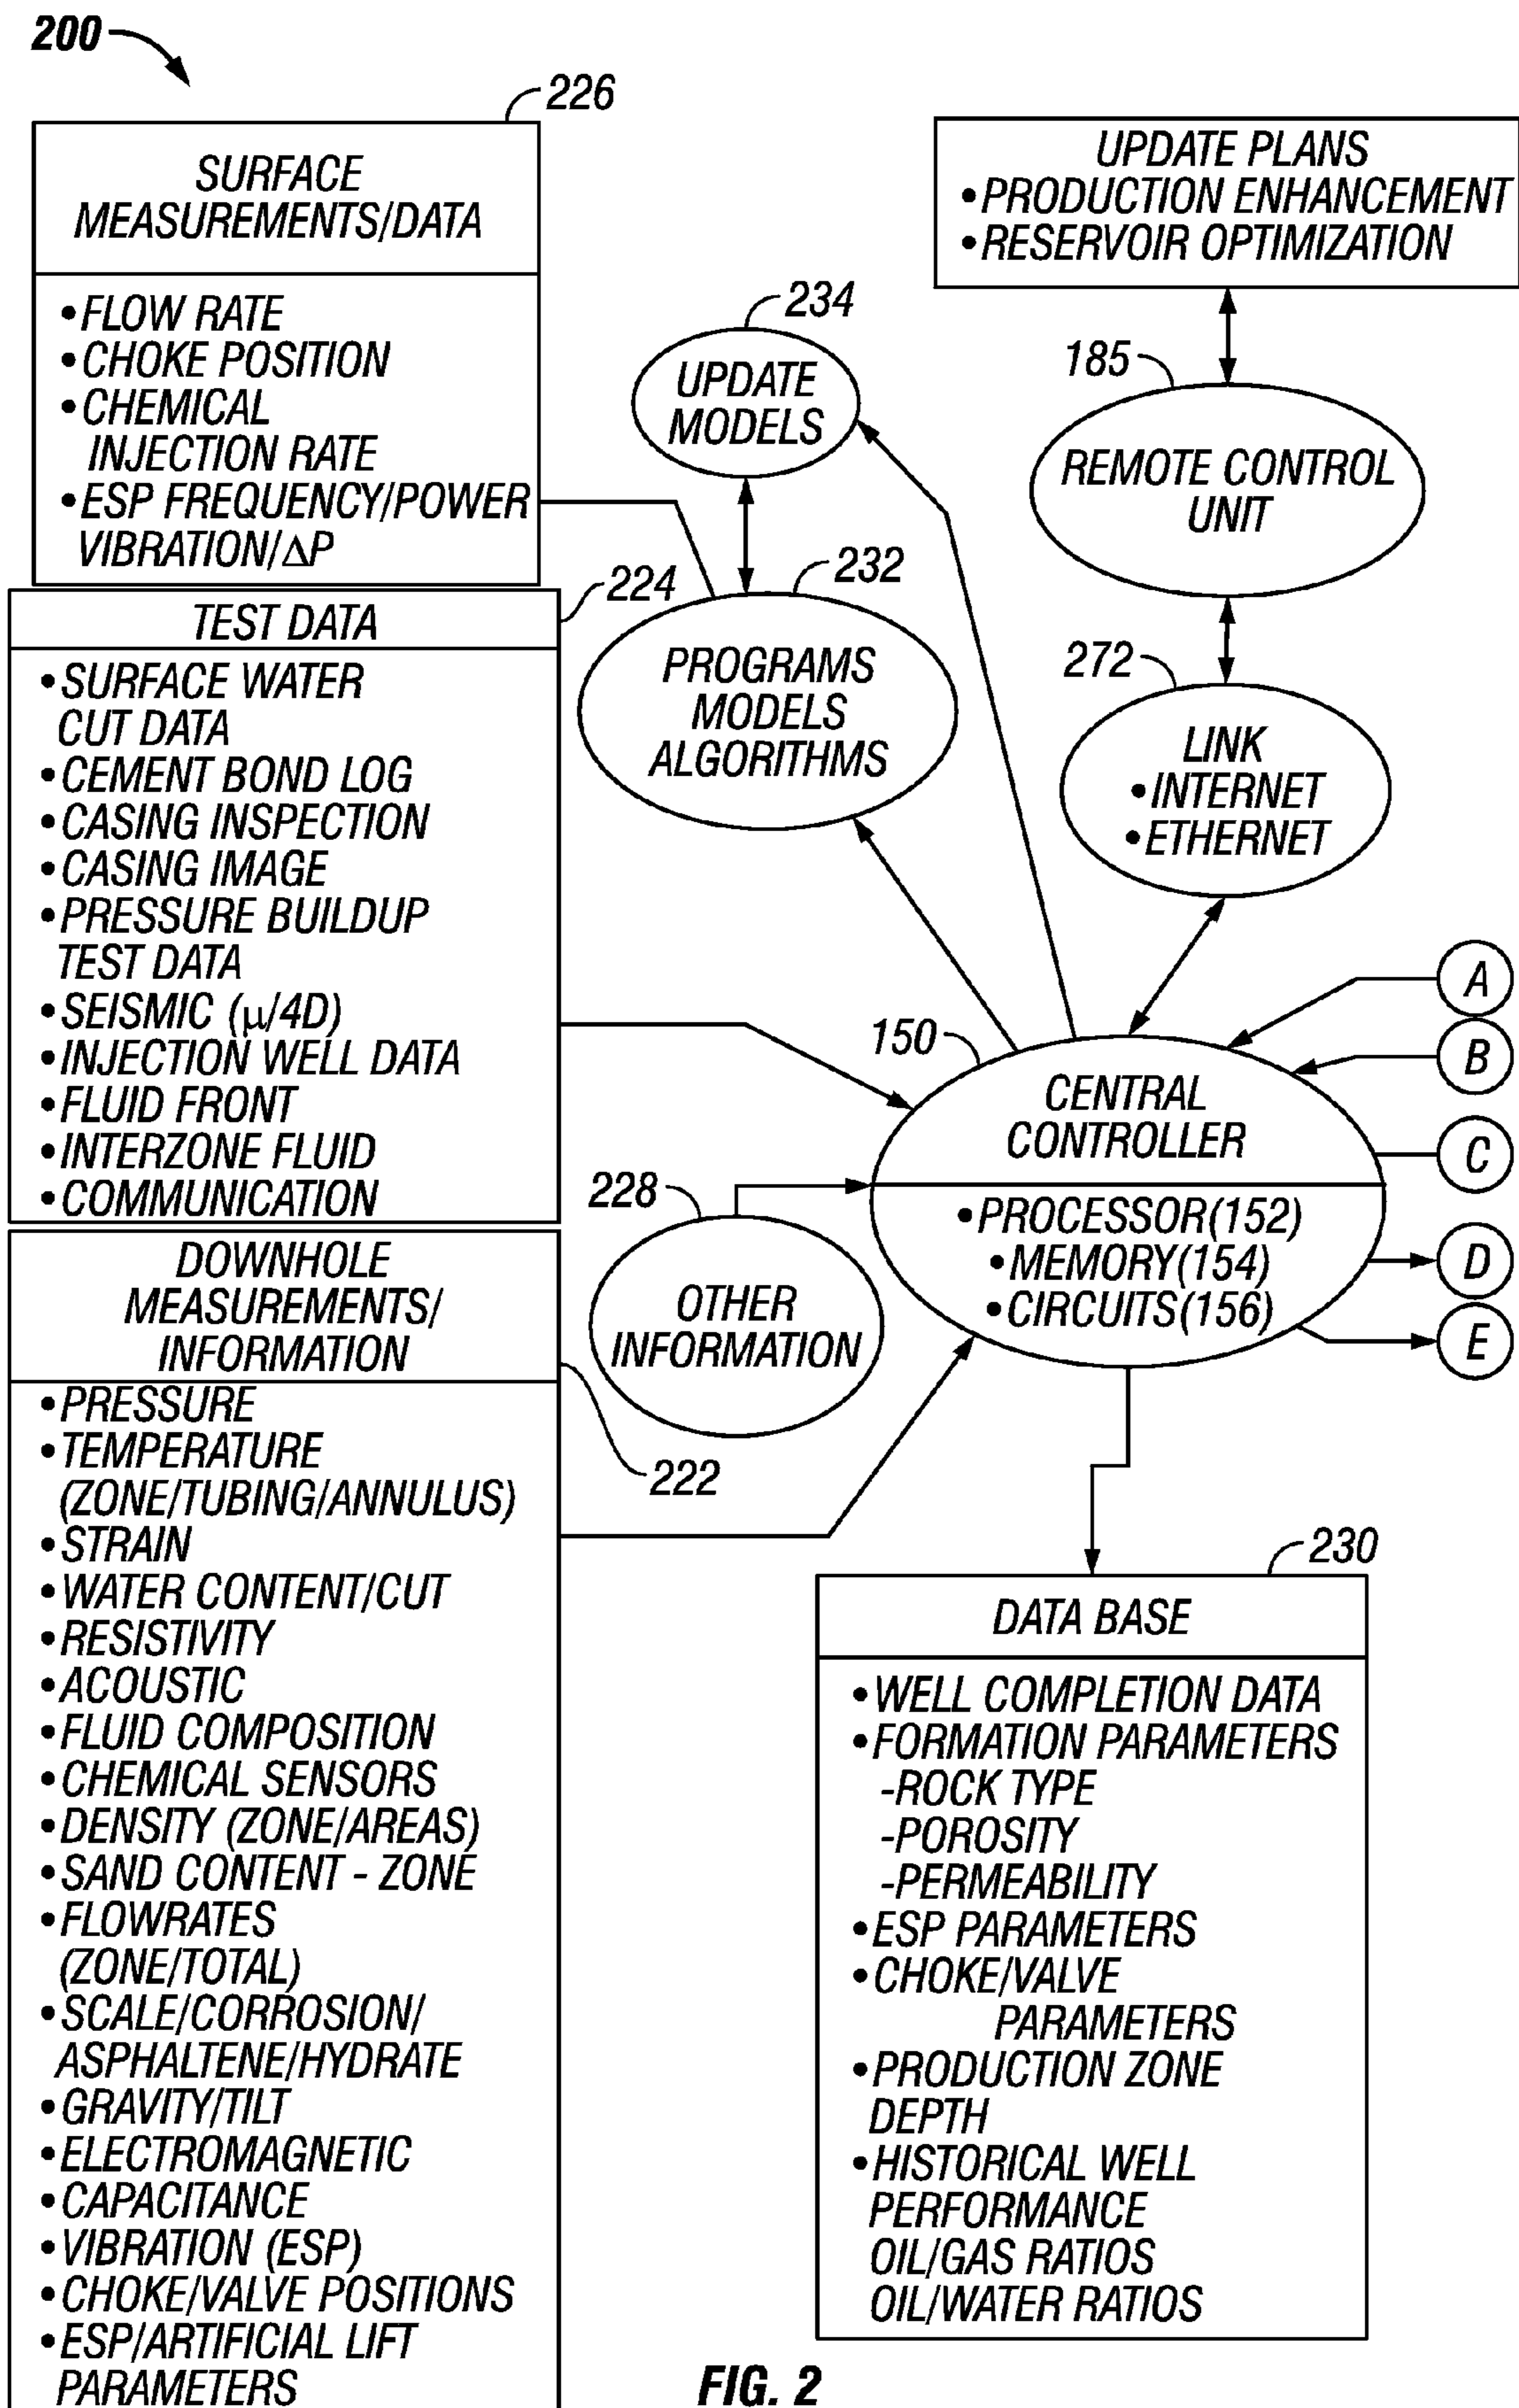 200
226
SURFACE
MEASUREMENTS/DATA
•FLOW RATE
•CHOKE POSITION
•CHEMICAL
INJECTION RATE
•ESP FREQUENCY/POWER
VIBRATION/ΔP
224
TEST DATA
•SURFACE WATER
CUT DATA
•CEMENT BOND LOG
•CASING INSPECTION
•CASING IMAGE
•PRESSURE BUILDUP
TEST DATA
•SEISMIC (μ/4D)
•INJECTION WELL DATA
•FLUID FRONT
•INTERZONE FLUID
•COMMUNICATION
DOWNHOLE
MEASUREMENTS/
INFORMATION
222
•PRESSURE
•TEMPERATURE
(ZONE/TUBING/ANNULUS)
•STRAIN
•WATER CONTENT/CUT
•RESISTIVITY
•ACOUSTIC
•FLUID COMPOSITION
•CHEMICAL SENSORS
•DENSITY (ZONE/AREAS)
•SAND CONTENT - ZONE
•FLOWRATES
(ZONE/TOTAL)
•SCALE/CORROSION/
ASPHALTENE/HYDRATE
•GRAVITY/TILT
•ELECTROMAGNETIC
•CAPACITANCE
•VIBRATION (ESP)
•CHOKE/VALVE POSITIONS
•ESP/ARTIFICIAL LIFT
PARAMETERS
234
UPDATE
MODELS
232
PROGRAMS
MODELS
ALGORITHMS
UPDATE PLANS
•PRODUCTION ENHANCEMENT
•RESERVOIR OPTIMIZATION
185
REMOTE CONTROL
UNIT
272
LINK
•INTERNET
•ETHERNET
150
CENTRAL
CONTROLLER
•PROCESSOR(152)
•MEMORY(154)
•CIRCUITS(156)
A
B
C
D
E
228
OTHER
INFORMATION
230
DATA BASE
•WELL COMPLETION DATA
•FORMATION PARAMETERS
-ROCK TYPE
-POROSITY
-PERMEABILITY
•ESP PARAMETERS
•CHOKE/VALVE
PARAMETERS
•PRODUCTION ZONE
DEPTH
•HISTORICAL WELL
PERFORMANCE
OIL/GAS RATIOS
OIL/WATER RATIOS
FIG. 2